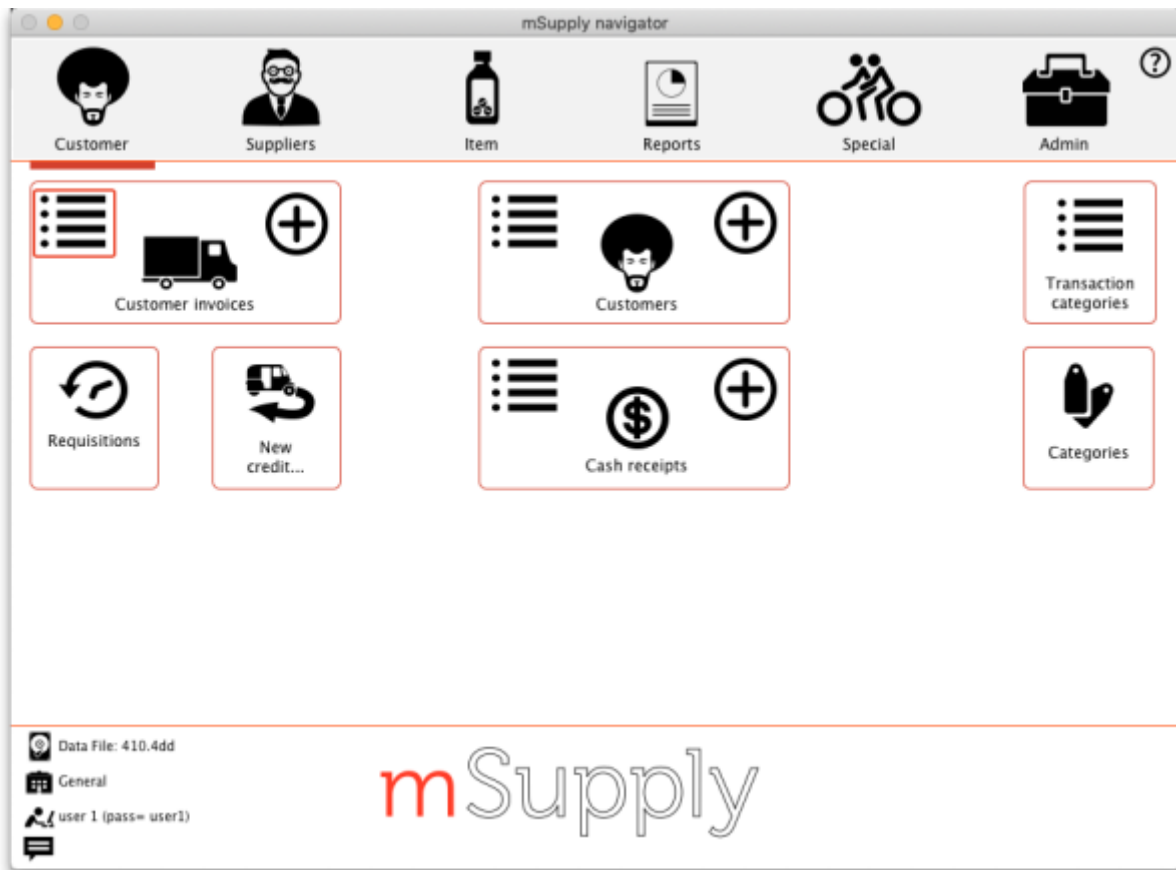 mSupply navigator
Customer
Suppliers
Item
Reports
Special
Admin
?
Customer invoices
Customers
Transaction
categories
Requisitions
New
credit...
$
Cash receipts
Categories
Data File: 410.4dd
General
user 1 (pass= user1)
mSupply